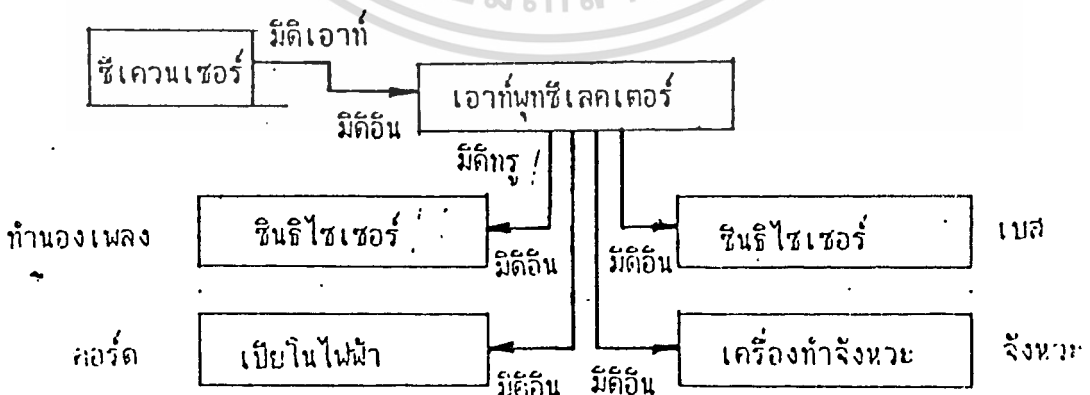 มิดิเอาท์
ซีเควนเซอร์
เอาท์พุทซีเลคเตอร์
มิดิอิน
มิดิทรู
ทำนองเพลง ซินธิไซเซอร์ ซินธิไซเซอร์ เบส
มิดิอิน มิดิอิน
คอร์ด เปียโนไฟฟ้า เครื่องทำจังหวะ จังหวะ
มิดิอิน มิดิอิน